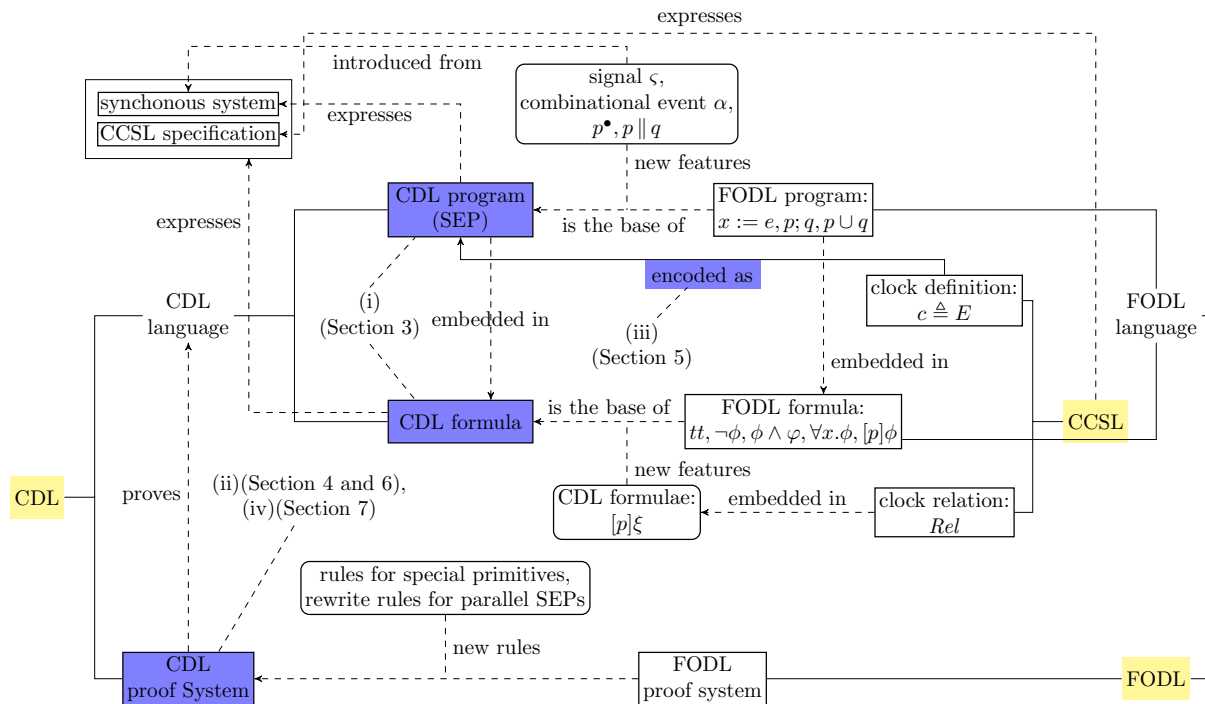 expresses
introduced from
signal ς,
combinational event α,
p•, p ∥ q
synchonous system
CCSL specification
expresses
new features
CDL program
(SEP)
FODL program:
x := e, p; q, p ∪ q
is the base of
expresses
encoded as
clock definition:
c ≜ E
CDL
language
(i)
(Section 3)
embedded in
(iii)
(Section 5)
FODL
language
embedded in
CDL formula
is the base of
FODL formula:
tt, ¬ϕ, ϕ ∧ φ, ∀x.ϕ, [p]ϕ
CCSL
new features
CDL
proves
(ii)(Section 4 and 6),
(iv)(Section 7)
CDL formulae:
[p]ξ
embedded in
clock relation:
Rel
rules for special primitives,
rewrite rules for parallel SEPs
new rules
CDL
proof System
FODL
proof system
FODL